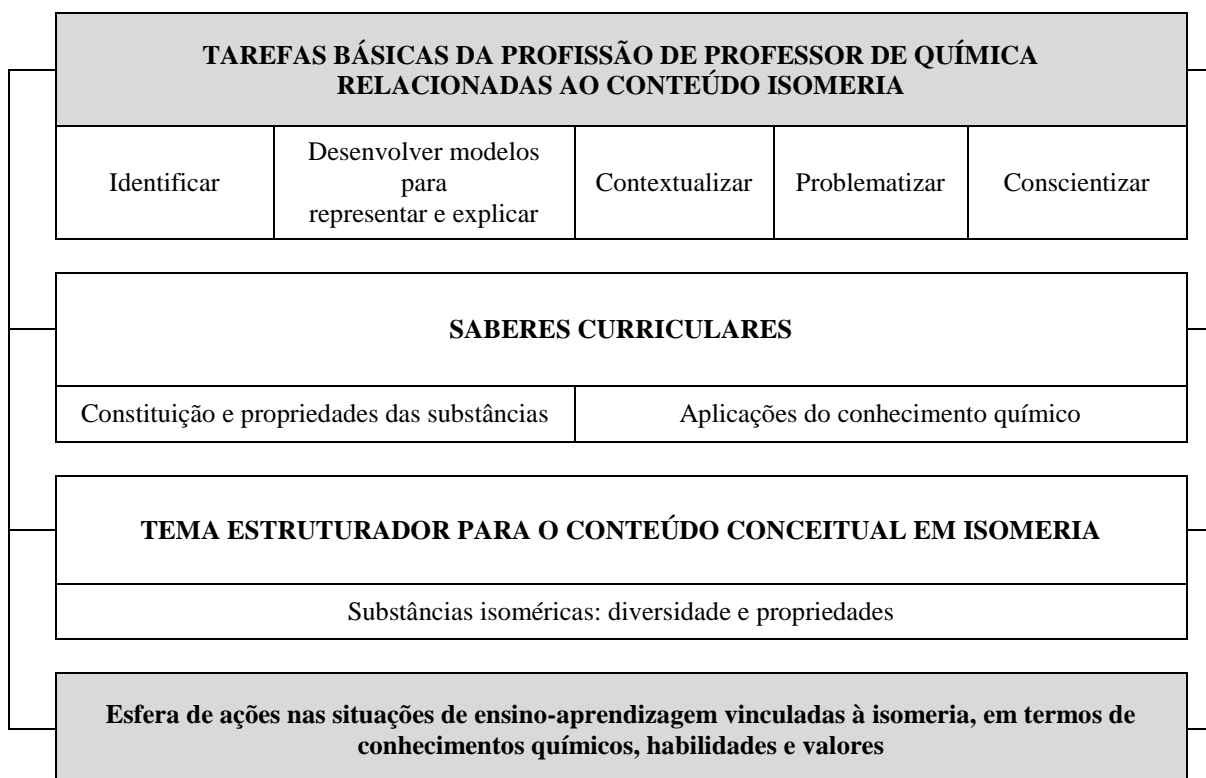 TAREFAS BÁSICAS DA PROFISSÃO DE PROFESSOR DE QUÍMICA
RELACIONADAS AO CONTEÚDO ISOMERIA
Identificar
Desenvolver modelos
para
representar e explicar
Contextualizar
Problematizar
Conscientizar
SABERES CURRICULARES
Constituição e propriedades das substâncias
Aplicações do conhecimento químico
TEMA ESTRUTURADOR PARA O CONTEÚDO CONCEITUAL EM ISOMERIA
Substâncias isoméricas: diversidade e propriedades
Esfera de ações nas situações de ensino-aprendizagem vinculadas à isomeria, em termos de
conhecimentos químicos, habilidades e valores